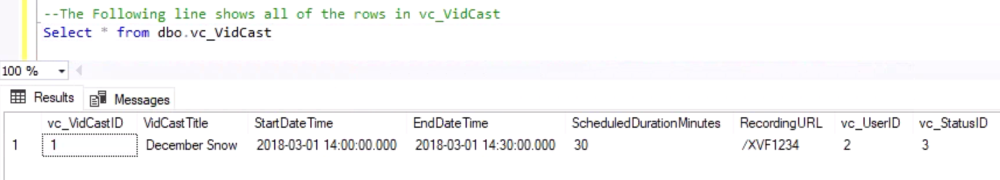 --The Following line shows all of the rows in vc_VidCast
Select * from dbo.vc_VidCast
100 %
Results Messages
vc_VidCastID VidCastTitle StartDateTime EndDateTime ScheduledDurationMinutes RecordingURL vc_UserID vc_StatusID
1 1 December Snow 2018-03-01 14:00:00.000 2018-03-01 14:30:00.000 30 /XVF1234 2 3